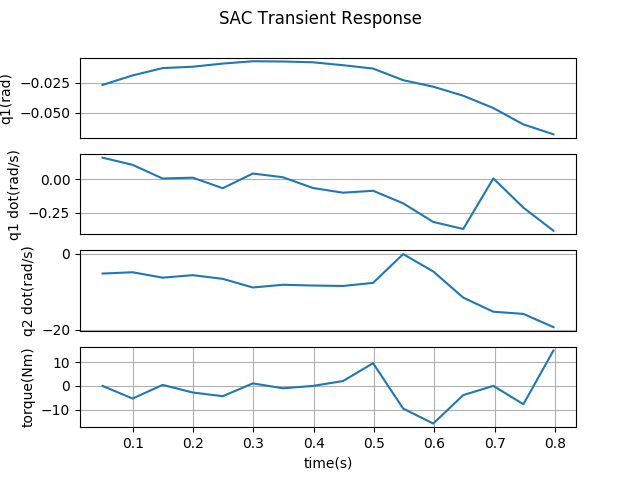 SAC Transient Response
q1(rad)
−0.025
−0.050
q1 dot(rad/s)
0.00
−0.25
q2 dot(rad/s)
0
−20
torque(Nm)
10
0
−10
0.1 0.2 0.3 0.4 0.5 0.6 0.7 0.8
time(s)